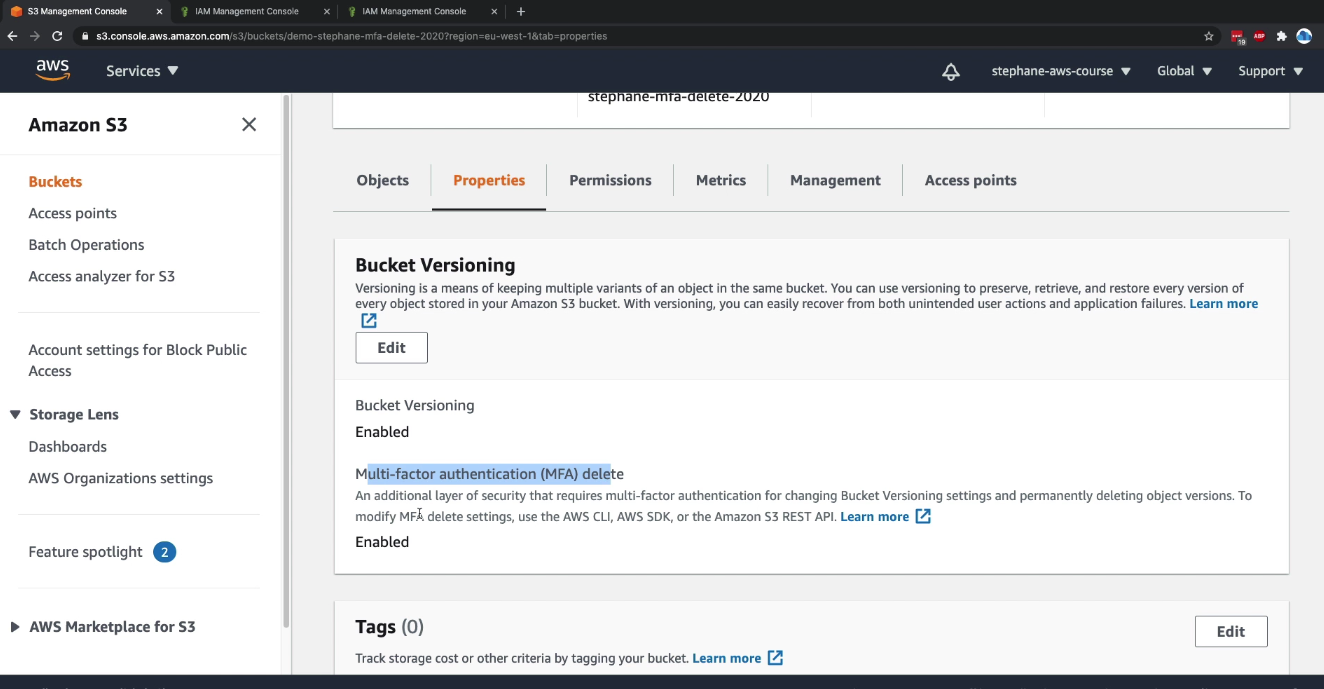 S3 Management Console
IAM Management Console
IAM Management Console
s3.console.aws.amazon.com/s3/buckets/demo-stephane-mfa-delete-2020?region=eu-west-1&tab=properties
19
ABP
aws
Services
stephane-aws-course
Global
Support
Amazon S3
Buckets
Access points
Batch Operations
Access analyzer for S3
Account settings for Block Public
Access
Storage Lens
Dashboards
AWS Organizations settings
Feature spotlight 2
AWS Marketplace for S3
stephane-mfa-delete-2020
Objects
Properties
Permissions
Metrics
Management
Access points
Bucket Versioning
Versioning is a means of keeping multiple variants of an object in the same bucket. You can use versioning to preserve, retrieve, and restore every version of
every object stored in your Amazon S3 bucket. With versioning, you can easily recover from both unintended user actions and application failures. Learn more
Edit
Bucket Versioning
Enabled
Multi-factor authentication (MFA) delete
An additional layer of security that requires multi-factor authentication for changing Bucket Versioning settings and permanently deleting object versions. To
modify MFA delete settings, use the AWS CLI, AWS SDK, or the Amazon S3 REST API. Learn more
Enabled
Tags (0)
Edit
Track storage cost or other criteria by tagging your bucket. Learn more